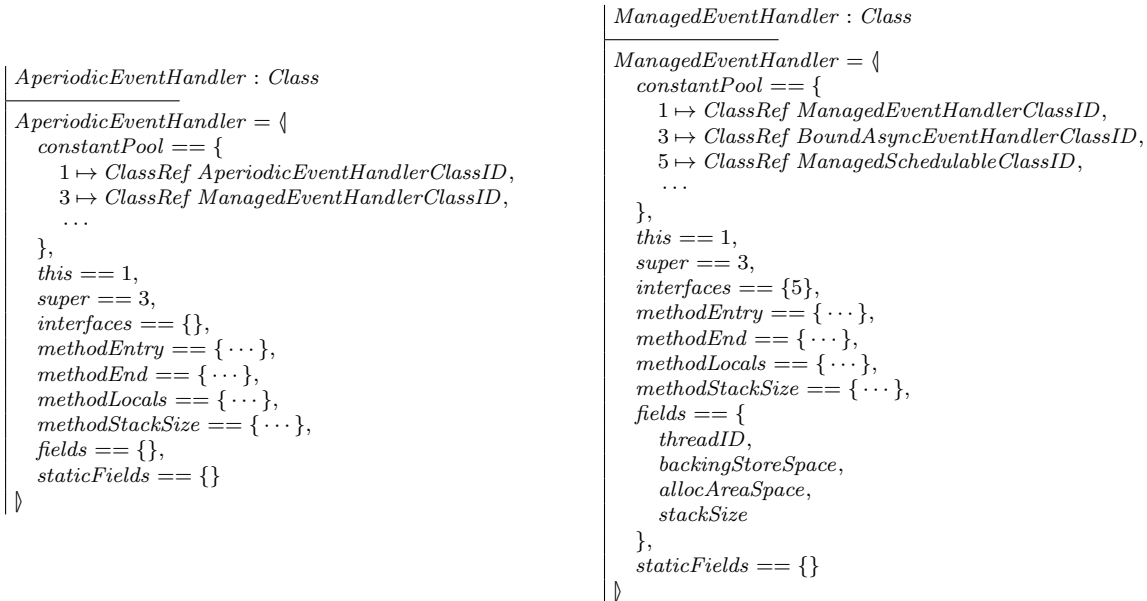 AperiodicEventHandler : Class
AperiodicEventHandler = ⦉
constantPool == {
1 ↦ ClassRef AperiodicEventHandlerClassID,
3 ↦ ClassRef ManagedEventHandlerClassID,
⋯
},
this == 1,
super == 3,
interfaces == {},
methodEntry == { ⋯ },
methodEnd == { ⋯ },
methodLocals == { ⋯ },
methodStackSize == { ⋯ },
fields == {},
staticFields == {}
⦊
ManagedEventHandler : Class
ManagedEventHandler = ⦉
constantPool == {
1 ↦ ClassRef ManagedEventHandlerClassID,
3 ↦ ClassRef BoundAsyncEventHandlerClassID,
5 ↦ ClassRef ManagedSchedulableClassID,
⋯
},
this == 1,
super == 3,
interfaces == {5},
methodEntry == { ⋯ },
methodEnd == { ⋯ },
methodLocals == { ⋯ },
methodStackSize == { ⋯ },
fields == {
threadID,
backingStoreSpace,
allocAreaSpace,
stackSize
},
staticFields == {}
⦊